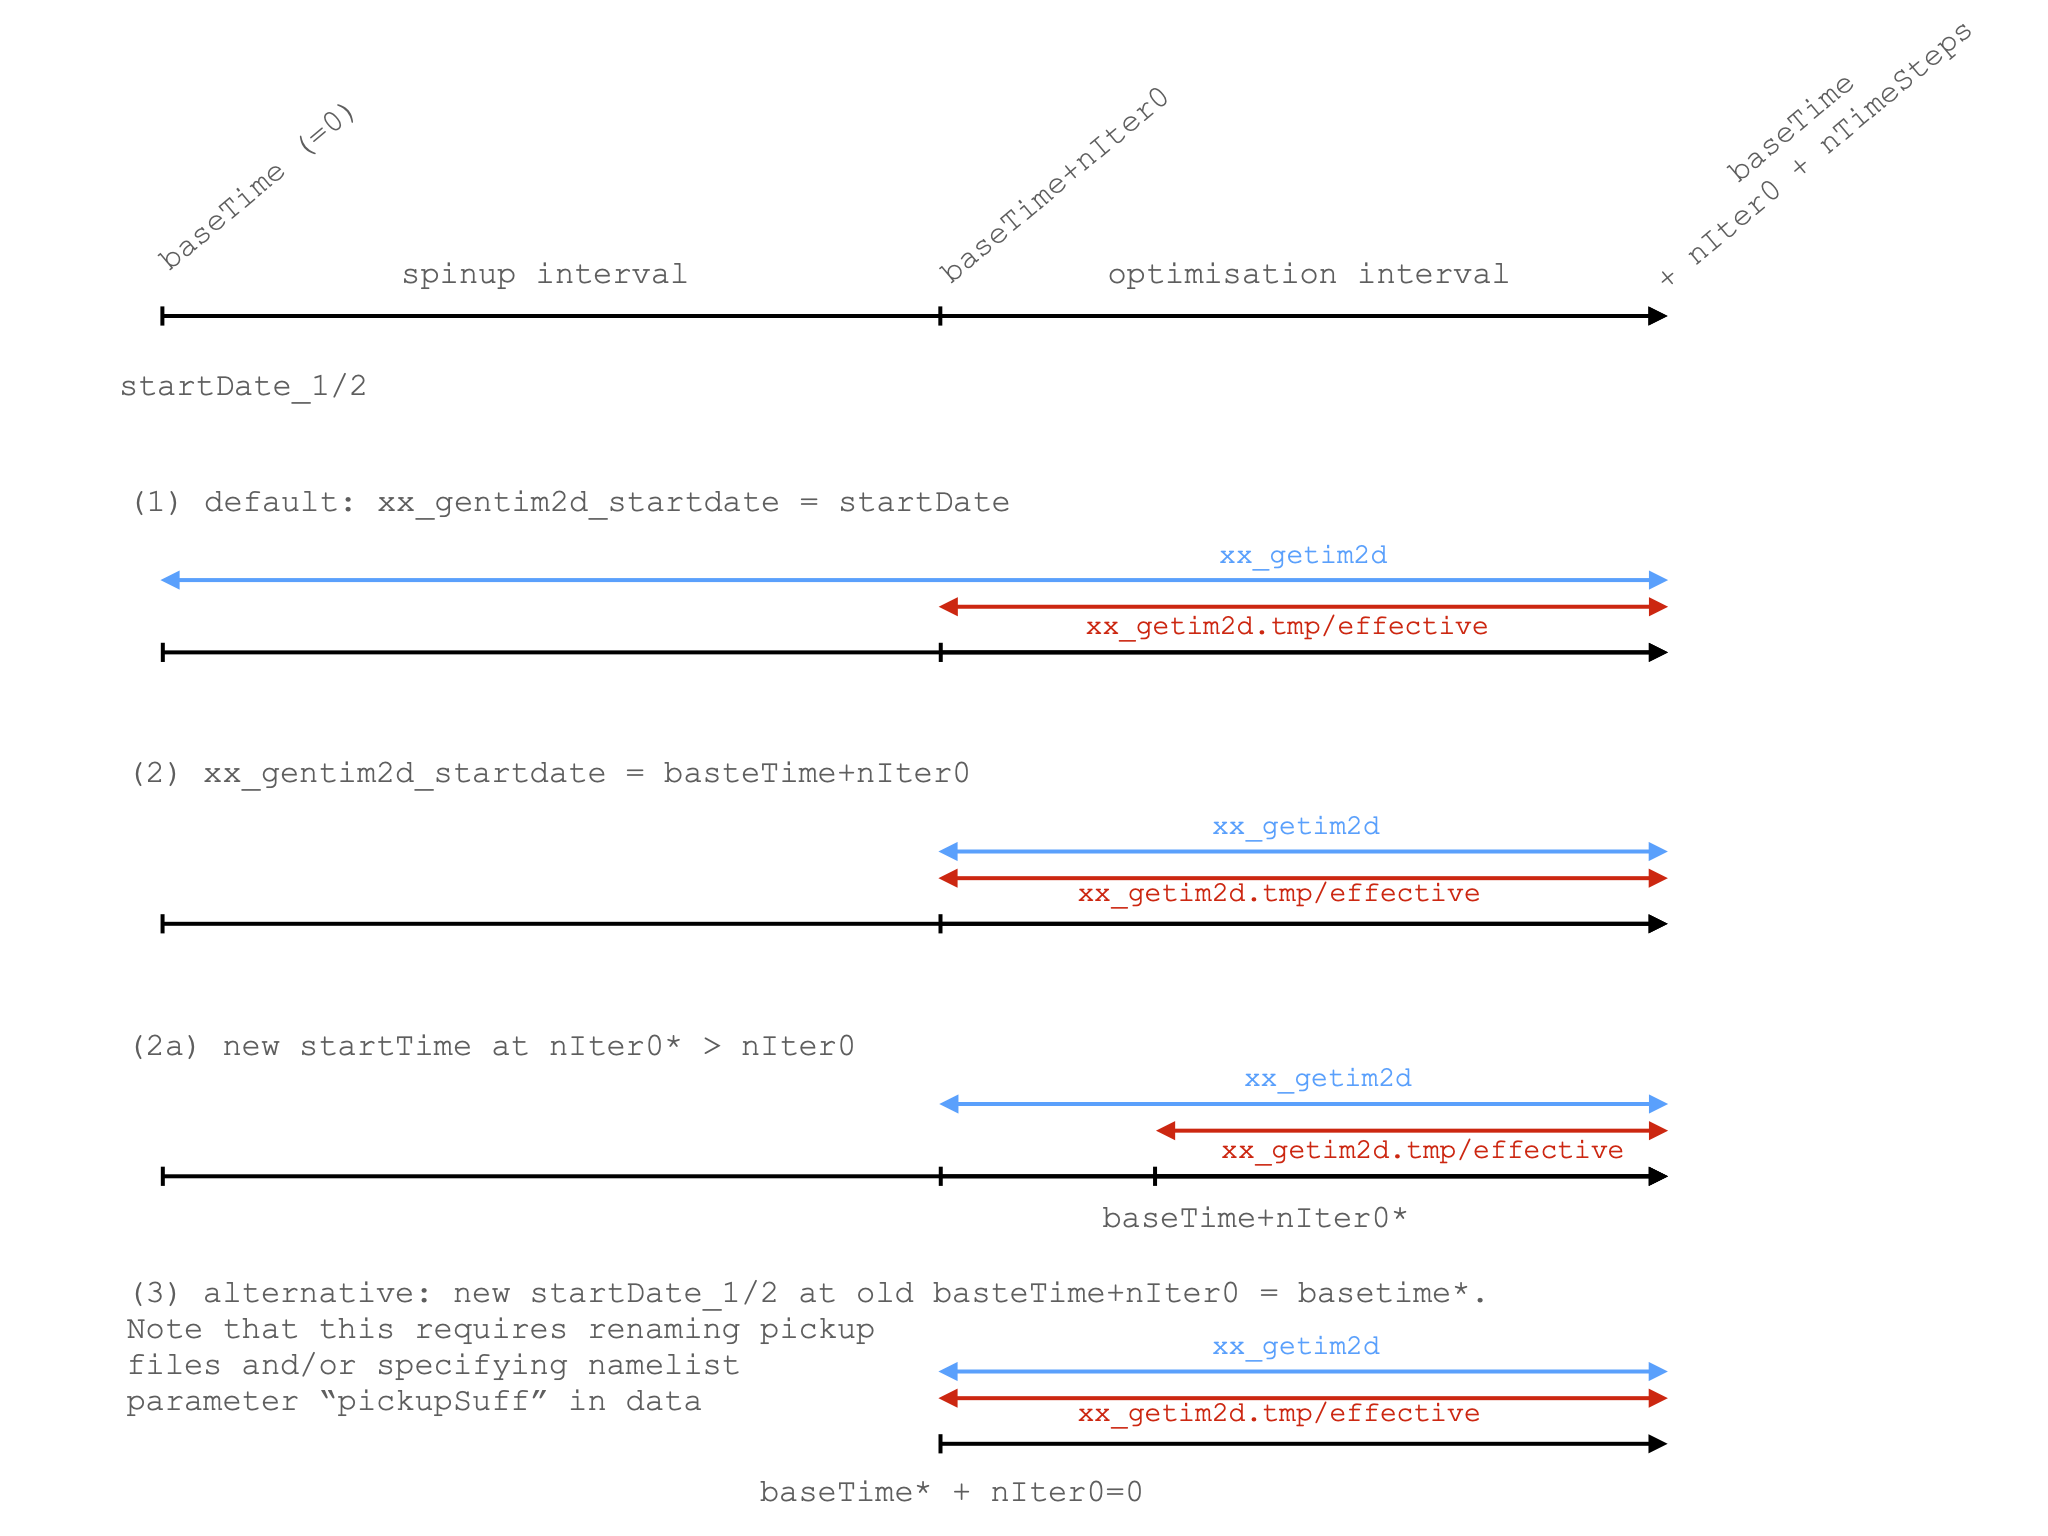 baseTime (=0)
baseTime+nIter0
baseTime
+ nIter0 + nTimeSteps
spinup interval
optimisation interval
startDate_1/2
(1) default: xx_gentim2d_startdate = startDate
xx_getim2d
xx_getim2d.tmp/effective
(2) xx_gentim2d_startdate = basteTime+nIter0
xx_getim2d
xx_getim2d.tmp/effective
(2a) new startTime at nIter0* > nIter0
xx_getim2d
xx_getim2d.tmp/effective
baseTime+nIter0*
(3) alternative: new startDate_1/2 at old basteTime+nIter0 = basetime*.
Note that this requires renaming pickup
files and/or specifying namelist
parameter “pickupSuff” in data
xx_getim2d
xx_getim2d.tmp/effective
baseTime* + nIter0=0